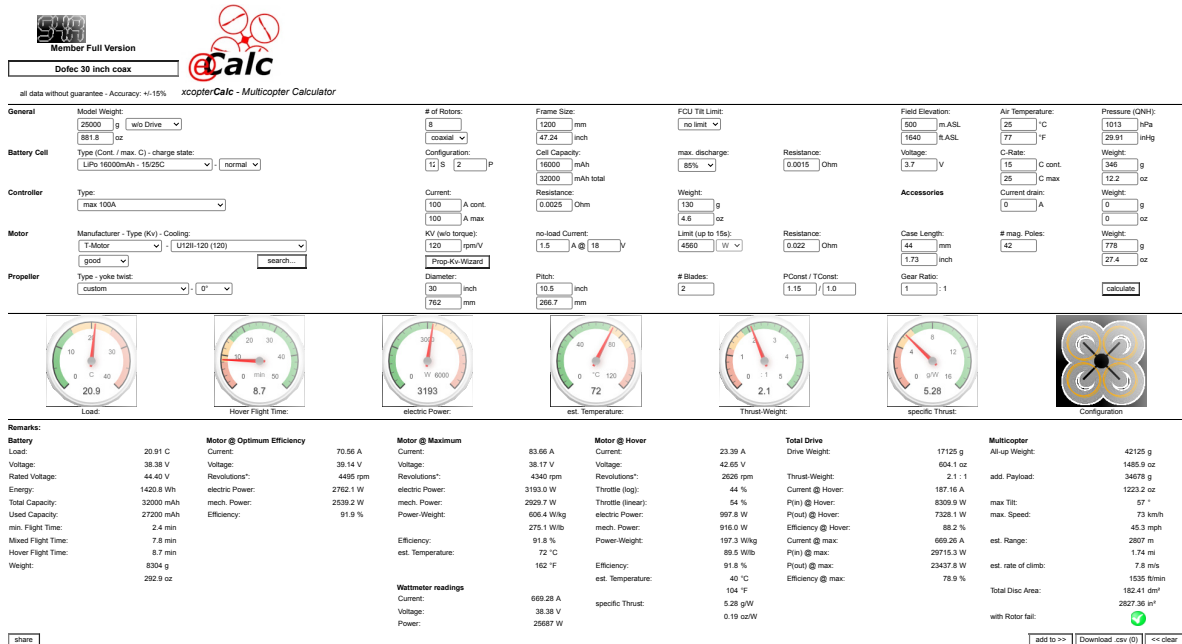 Member Full Version
Dofec 30 inch coax
eCalc
all data without guarantee - Accuracy: +/-15%
xcopterCalc - Multicopter Calculator
General
Model Weight:
# of Rotors:
Frame Size:
FCU Tilt Limit:
Field Elevation:
Air Temperature:
Pressure (QNH):
25000 g w/o Drive
8
1200 mm
no limit
500 m.ASL
25 °C
1013 hPa
881.8 oz
coaxial
47.24 inch
1640 ft.ASL
77 °F
29.91 inHg
Battery Cell
Type (Cont. / max. C) - charge state:
Configuration:
Cell Capacity:
max. discharge:
Resistance:
Voltage:
C-Rate:
Weight:
LiPo 16000mAh - 15/25C - normal
S 2 P
16000 mAh
85%
0.0015 Ohm
3.7 V
15 C cont.
346 g
32000 mAh total
25 C max
12.2 oz
Controller
Type:
Current:
Resistance:
Weight:
Accessories
Current drain:
Weight:
max 100A
100 A cont.
0.0025 Ohm
130 g
0 A
0 g
100 A max
4.6 oz
0 oz
Motor
Manufacturer - Type (Kv) - Cooling:
KV (w/o torque):
no-load Current:
Limit (up to 15s):
Resistance:
Case Length:
# mag. Poles:
Weight:
T-Motor - U12II-120 (120)
120 rpm/V
1.5 A @ 18 V
4560 W
0.022 Ohm
44 mm
42
778 g
good search...
Prop-Kv-Wizard
1.73 inch
27.4 oz
Propeller
Type - yoke twist:
Diameter:
Pitch:
# Blades:
PConst / TConst:
Gear Ratio:
custom - 0°
30 inch
10.5 inch
2
1.15 / 1.0
1 : 1
calculate
762 mm
266.7 mm
0 10 20 30 40 C 20.9
0 10 20 30 40 50 min 8.7
0 3000 6000 W 3193
0 40 80 120 °C 72
: 1 2.1
0 4 8 12 16 g/W 5.28
Load:
Hover Flight Time:
electric Power:
est. Temperature:
Thrust-Weight:
specific Thrust:
Configuration
Remarks:
Battery
Load: 20.91 C
Voltage: 38.38 V
Rated Voltage: 44.40 V
Energy: 1420.8 Wh
Total Capacity: 32000 mAh
Used Capacity: 27200 mAh
min. Flight Time: 2.4 min
Mixed Flight Time: 7.8 min
Hover Flight Time: 8.7 min
Weight: 8304 g
292.9 oz
Motor @ Optimum Efficiency
Current: 70.56 A
Voltage: 39.14 V
Revolutions*: 4495 rpm
electric Power: 2762.1 W
mech. Power: 2539.2 W
Efficiency: 91.9 %
Motor @ Maximum
Current: 83.66 A
Voltage: 38.17 V
Revolutions*: 4340 rpm
electric Power: 3193.0 W
mech. Power: 2929.7 W
Power-Weight: 606.4 W/kg
275.1 W/lb
Efficiency: 91.8 %
est. Temperature: 72 °C
162 °F
Wattmeter readings
Current: 669.28 A
Voltage: 38.38 V
Power: 25687 W
Motor @ Hover
Current: 23.39 A
Voltage: 42.65 V
Revolutions*: 2626 rpm
Throttle (log): 44 %
Throttle (linear): 54 %
electric Power: 997.8 W
mech. Power: 916.0 W
Power-Weight: 197.3 W/kg
89.5 W/lb
Efficiency: 91.8 %
est. Temperature: 40 °C
104 °F
specific Thrust: 5.28 g/W
0.19 oz/W
Total Drive
Drive Weight: 17125 g
604.1 oz
Thrust-Weight: 2.1 : 1
Current @ Hover: 187.16 A
P(in) @ Hover: 8309.9 W
P(out) @ Hover: 7328.1 W
Efficiency @ Hover: 88.2 %
Current @ max: 669.26 A
P(in) @ max: 29715.3 W
P(out) @ max: 23437.8 W
Efficiency @ max: 78.9 %
Multicopter
All-up Weight: 42125 g
1485.9 oz
add. Payload: 34678 g
1223.2 oz
max Tilt: 57 °
max. Speed: 73 km/h
45.3 mph
est. Range: 2807 m
1.74 mi
est. rate of climb: 7.8 m/s
1535 ft/min
Total Disc Area: 182.41 dm²
2827.36 in²
with Rotor fail:
share
add to >>
Download .csv (0)
<< clear